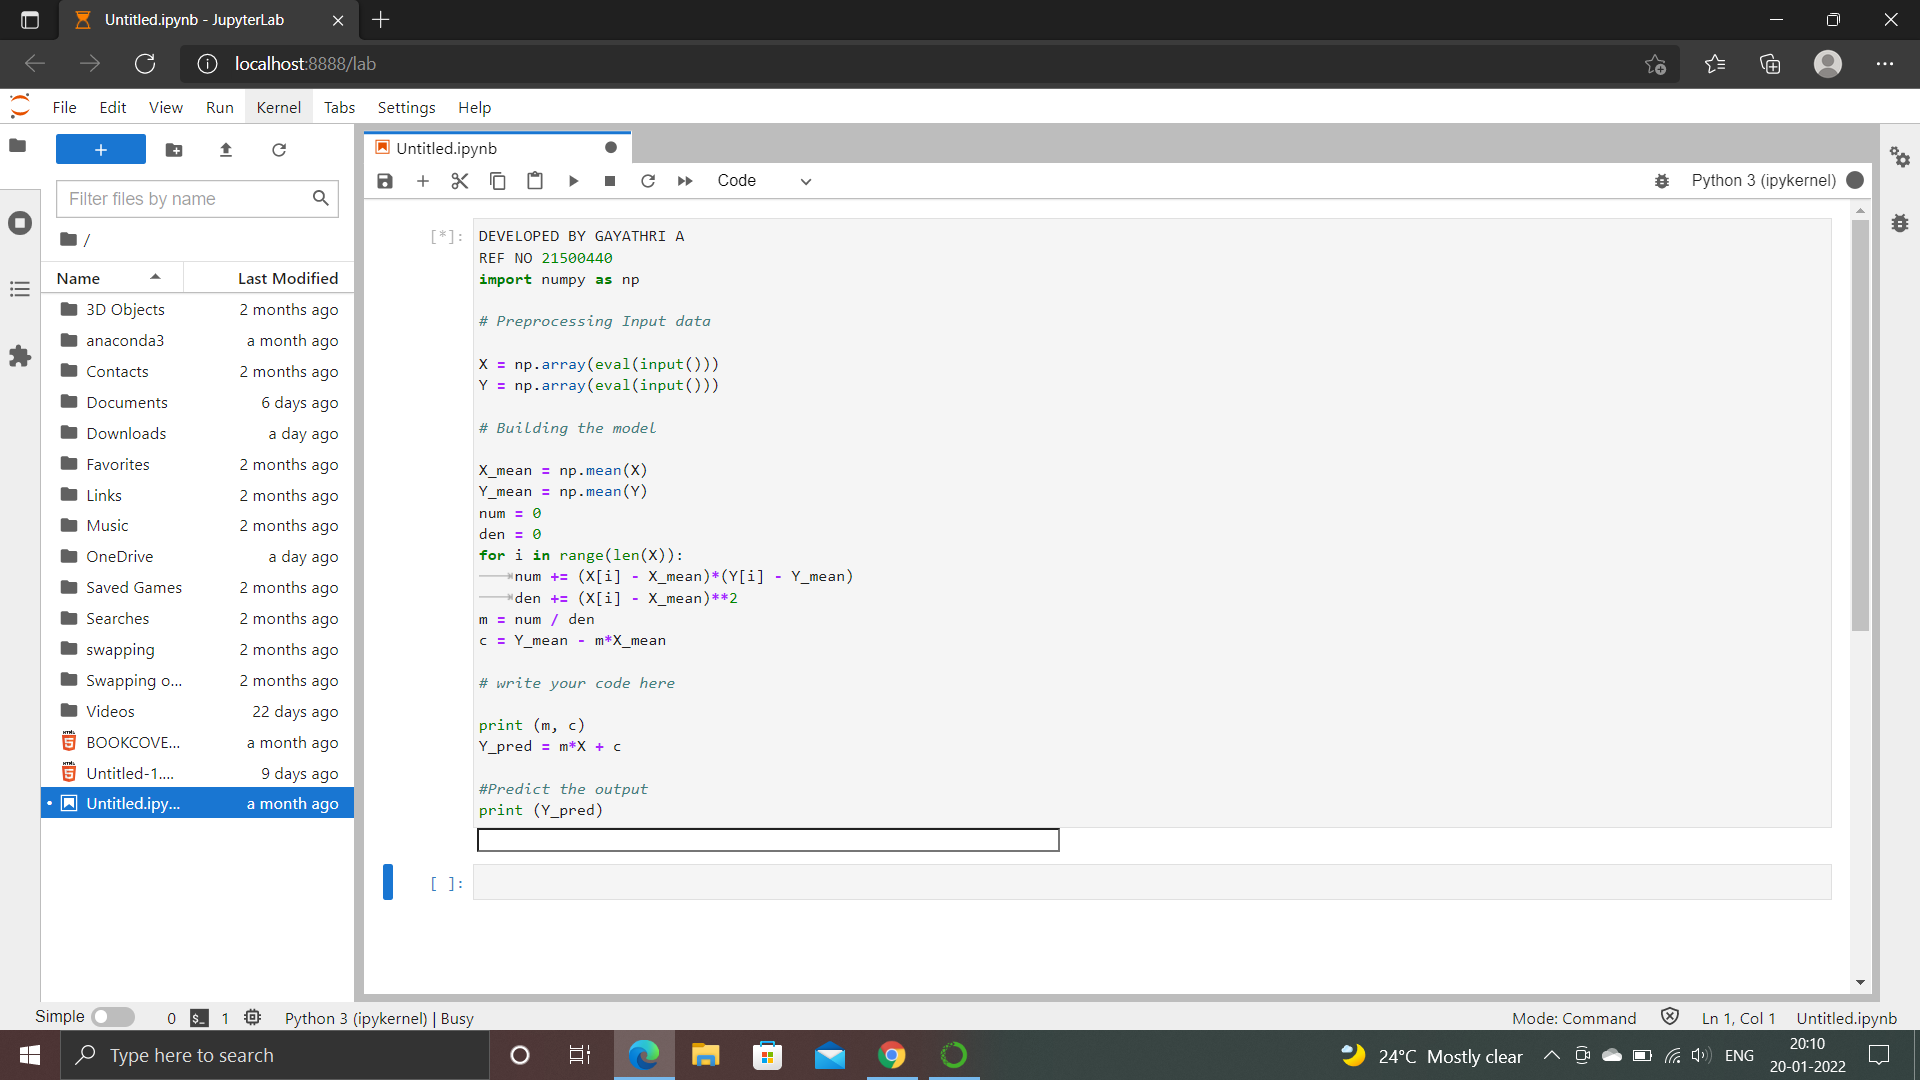 Untitled.ipynb - JupyterLab
localhost:8888/lab
File Edit View Run Kernel Tabs Settings Help
Untitled.ipynb
Code
Python 3 (ipykernel)
Filter files by name
/
Name Last Modified
3D Objects 2 months ago
anaconda3 a month ago
Contacts 2 months ago
Documents 6 days ago
Downloads a day ago
Favorites 2 months ago
Links 2 months ago
Music 2 months ago
OneDrive a day ago
Saved Games 2 months ago
Searches 2 months ago
swapping 2 months ago
Swapping o... 2 months ago
Videos 22 days ago
BOOKCOVE... a month ago
Untitled-1.... 9 days ago
Untitled.ipy... a month ago
[*]:
DEVELOPED BY GAYATHRI A
REF NO 21500440
import numpy as np
# Preprocessing Input data
X = np.array(eval(input()))
Y = np.array(eval(input()))
# Building the model
X_mean = np.mean(X)
Y_mean = np.mean(Y)
num = 0
den = 0
for i in range(len(X)):
num += (X[i] - X_mean)*(Y[i] - Y_mean)
den += (X[i] - X_mean)**2
m = num / den
c = Y_mean - m*X_mean
# write your code here
print (m, c)
Y_pred = m*X + c
#Predict the output
print (Y_pred)
[ ]:
Simple 0 $_ 1 Python 3 (ipykernel) | Busy
Mode: Command Ln 1, Col 1 Untitled.ipynb
Type here to search
24°C Mostly clear
ENG
20:10
20-01-2022